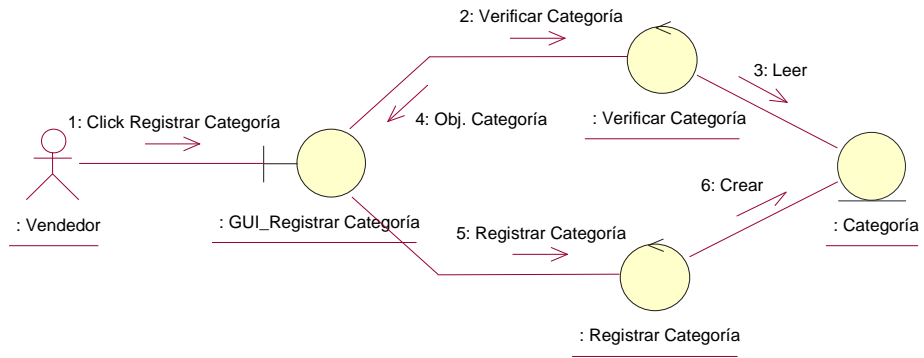 2: Verificar Categoría
3: Leer
1: Click Registrar Categoría
4: Obj. Categoría
: Verificar Categoría
6: Crear
: Vendedor
: GUI_Registrar Categoría
: Categoría
5: Registrar Categoría
: Registrar Categoría